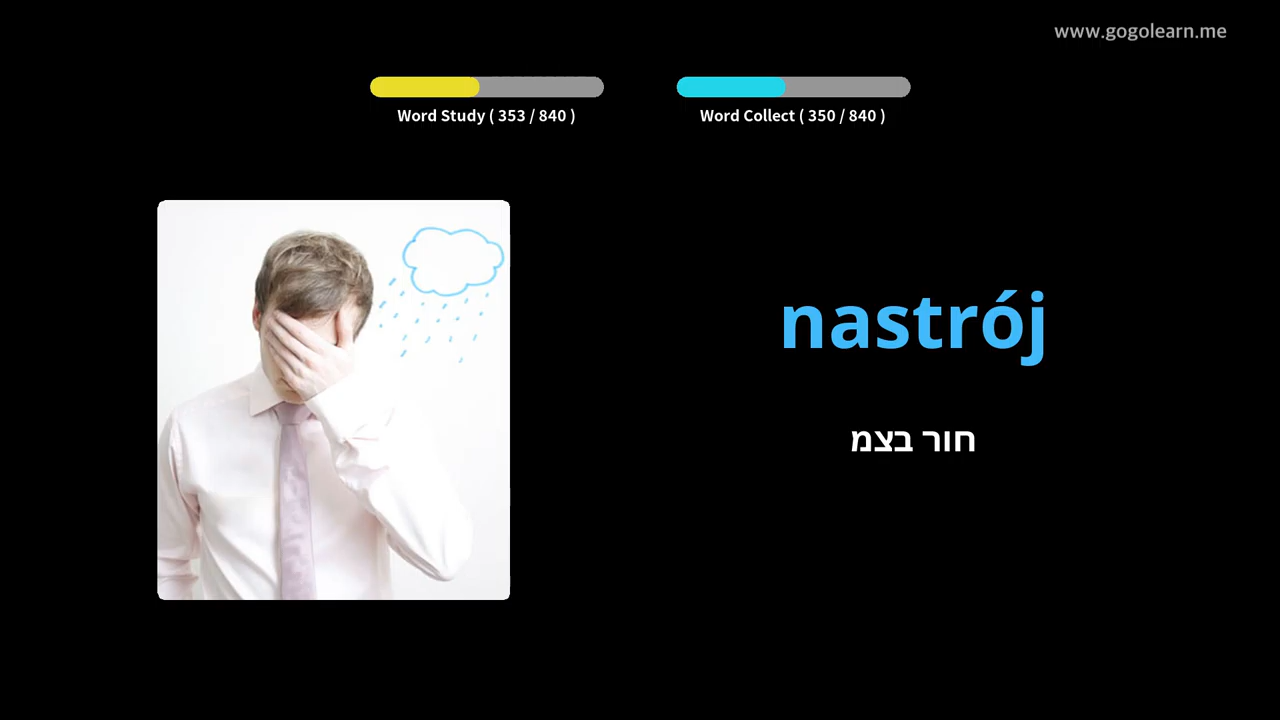 www.gogolearn.me
Word Study ( 353 / 840 )
Word Collect ( 350 / 840 )
nastrój
חור בצמ